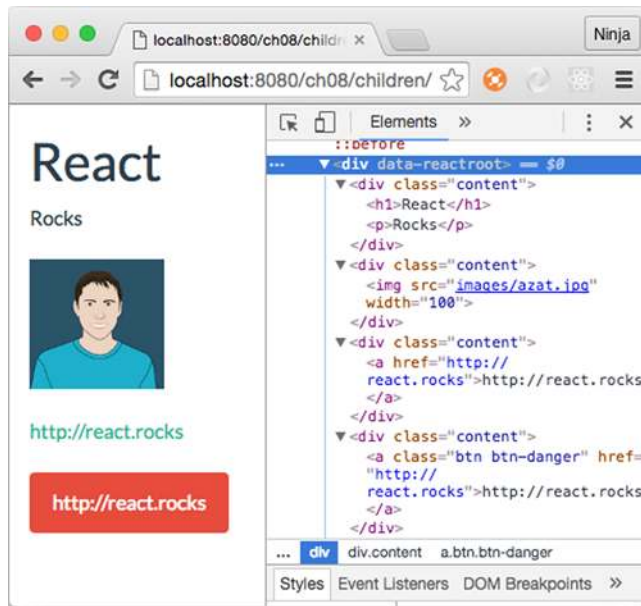 localhost:8080/ch08/childr
Ninja
localhost:8080/ch08/children/
React
Rocks
http://react.rocks
http://react.rocks
Elements »
::before
... ▼<div data-reactroot> == $0
▼<div class="content">
<h1>React</h1>
<p>Rocks</p>
</div>
▼<div class="content">
<img src="images/azat.jpg"
width="100">
</div>
▼<div class="content">
<a href="http://
react.rocks">http://react.rocks
</a>
</div>
▼<div class="content">
<a class="btn btn-danger" href=
"http://
react.rocks">http://react.rocks
</a>
</div>
... div div.content a.btn.btn-danger
Styles Event Listeners DOM Breakpoints »